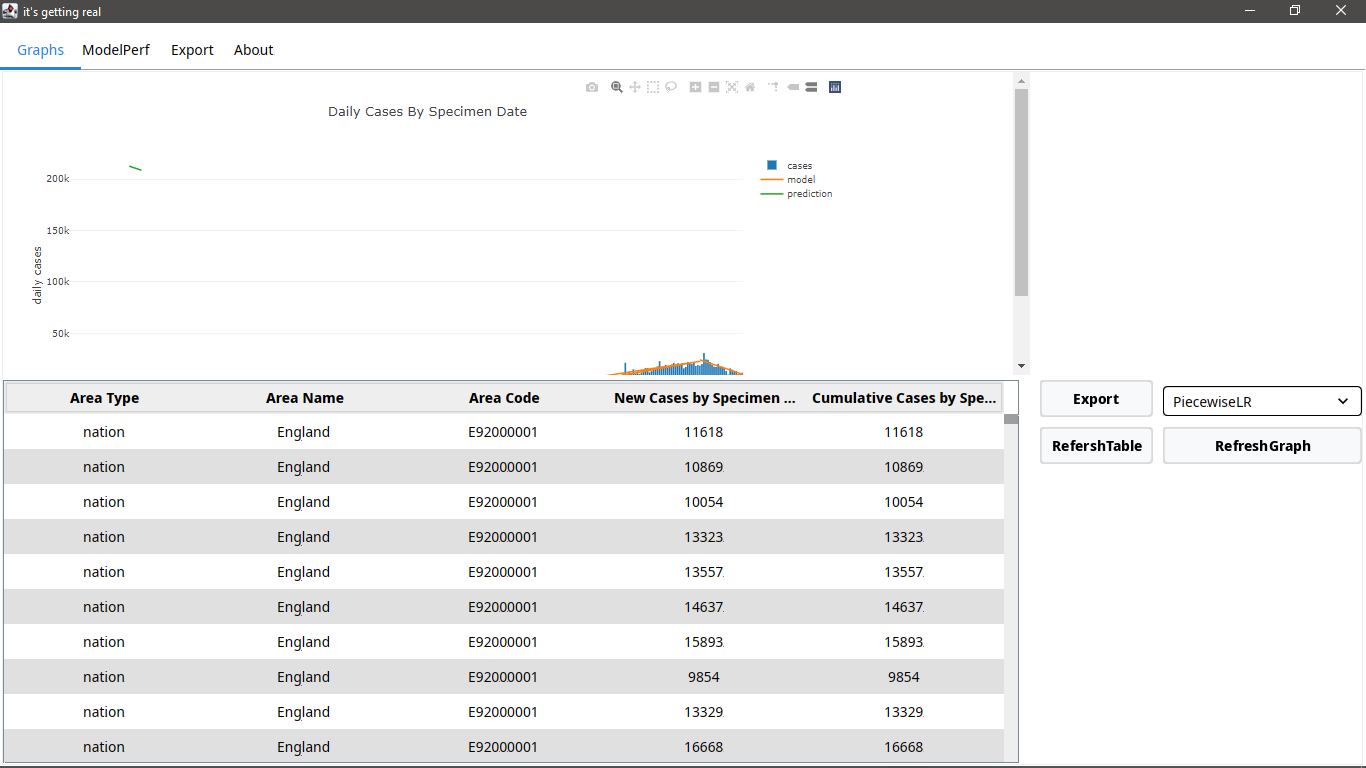 it's getting real
Graphs ModelPerf Export About
Daily Cases By Specimen Date
cases
model
prediction
200k
150k
100k
50k
daily cases
Area Type Area Name Area Code New Cases by Specimen ... Cumulative Cases by Spe...
nation England E92000001 11618 11618
nation England E92000001 10869 10869
nation England E92000001 10054 10054
nation England E92000001 13323 13323
nation England E92000001 13557 13557
nation England E92000001 14637 14637
nation England E92000001 15893 15893
nation England E92000001 9854 9854
nation England E92000001 13329 13329
nation England E92000001 16668 16668
Export PiecewiseLR
RefershTable RefreshGraph